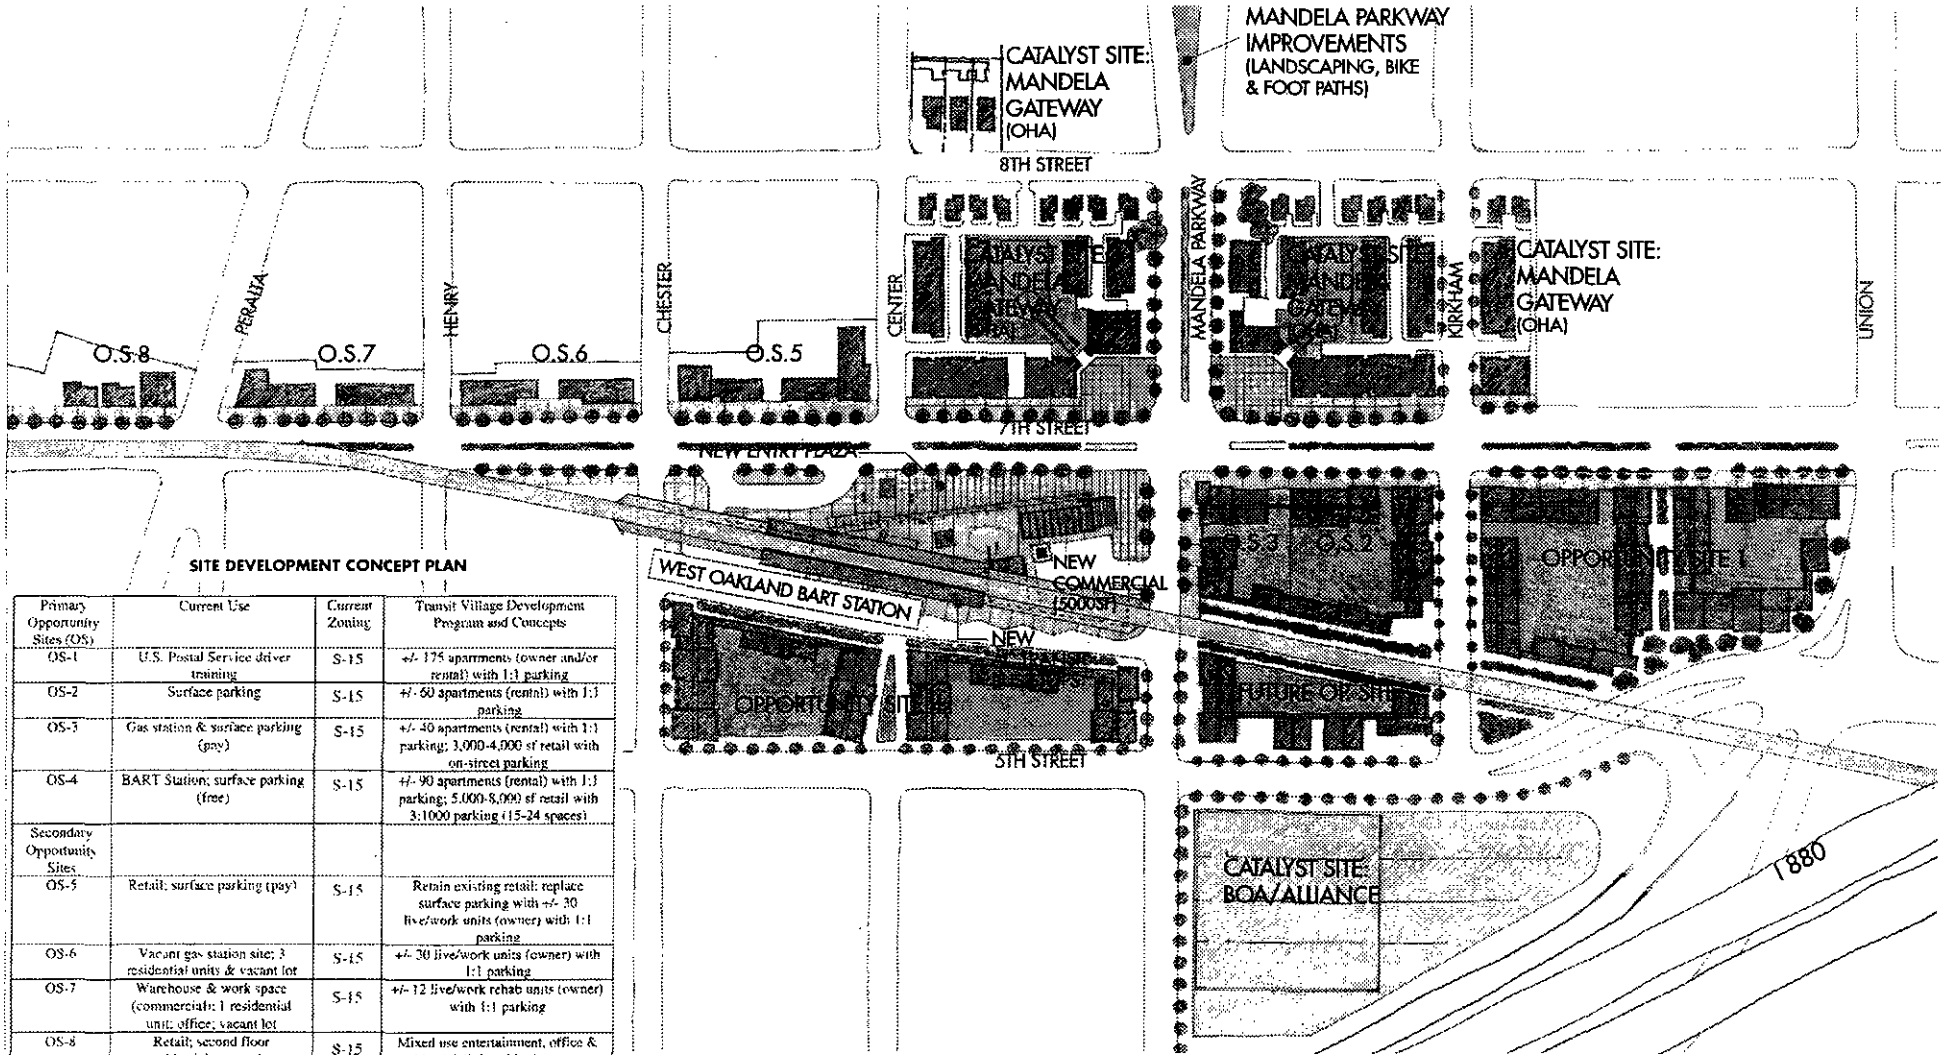 MANDELA PARKWAY
IMPROVEMENTS
(LANDSCAPING, BIKE
& FOOT PATHS)
CATALYST SITE:
MANDELA
GATEWAY
(OHA)
8TH STREET
PERALTA
HENRY
CHESTER
CENTER
MANDELA PARKWAY
KIRKHAM
UNION
CATALYST SITE:
MANDELA
GATEWAY
(OHA)
MANDELA
O.S.8
O.S.7
O.S.6
O.S.5
7TH STREET
NEW ENTRY PLAZA
O.S.2
OPPORTUNITY SITE 1
WEST OAKLAND BART STATION
NEW
COMMERCIAL
(5000SF)
NEW
OPPORTUNITY SITE
FUTURE OP. SITE
5TH STREET
CATALYST SITE:
BOA/ALLIANCE
I 880
SITE DEVELOPMENT CONCEPT PLAN
Primary
Opportunity
Sites (OS)
Current Use
Current
Zoning
Transit Village Development
Program and Concepts
OS-1
U.S. Postal Service driver
training
S-15
+/- 175 apartments (owner and/or
rental) with 1:1 parking
OS-2
Surface parking
S-15
+/- 60 apartments (rental) with 1:1
parking
OS-3
Gas station & surface parking
(pay)
S-15
+/- 40 apartments (rental) with 1:1
parking; 3,000-4,000 sf retail with
on-street parking
OS-4
BART Station; surface parking
(free)
S-15
+/- 90 apartments (rental) with 1:1
parking; 5,000-8,000 sf retail with
3:1000 parking (15-24 spaces)
Secondary
Opportunity
Sites
OS-5
Retail; surface parking (pay)
S-15
Retain existing retail; replace
surface parking with +/- 30
live/work units (owner) with 1:1
parking
OS-6
Vacant gas station site; 3
residential units & vacant lot
S-15
+/- 30 live/work units (owner) with
1:1 parking
OS-7
Warehouse & work space
(commercial); 1 residential
unit; office; vacant lot
S-15
+/- 12 live/work rehab units (owner)
with 1:1 parking
OS-8
Retail; second floor
S-15
Mixed use entertainment, office &